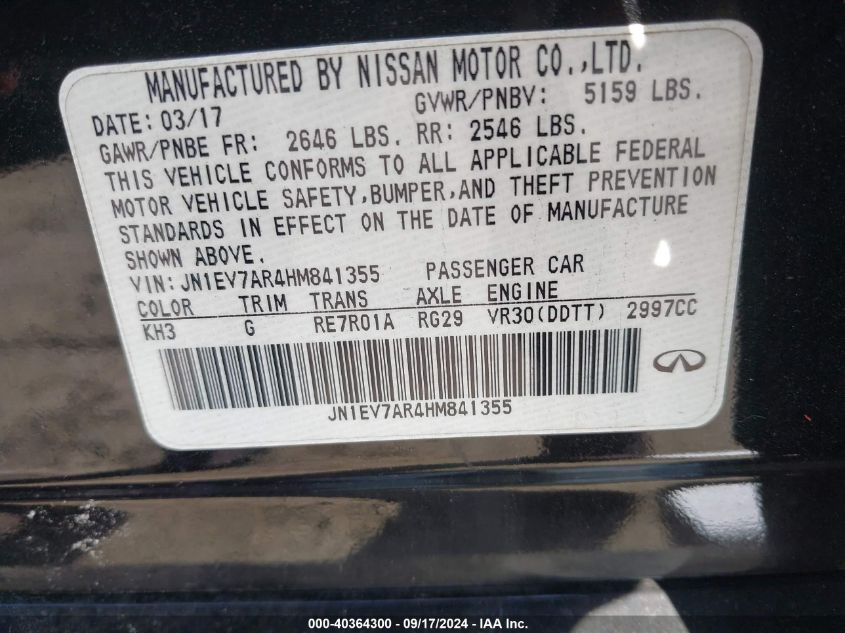 MANUFACTURED BY NISSAN MOTOR CO.,LTD.
DATE: 03/17 GVWR/PNBV: 5159 LBS.
GAWR/PNBE FR: 2646 LBS. RR: 2546 LBS.
THIS VEHICLE CONFORMS TO ALL APPLICABLE FEDERAL
MOTOR VEHICLE SAFETY,BUMPER,AND THEFT PREVENTION
STANDARDS IN EFFECT ON THE DATE OF MANUFACTURE
SHOWN ABOVE.
VIN: JN1EV7AR4HM841355 PASSENGER CAR
COLOR TRIM TRANS AXLE ENGINE
KH3 G RE7R01A RG29 VR30(DDTT) 2997CC
JN1EV7AR4HM841355
000-40364300 - 09/17/2024 - IAA Inc.